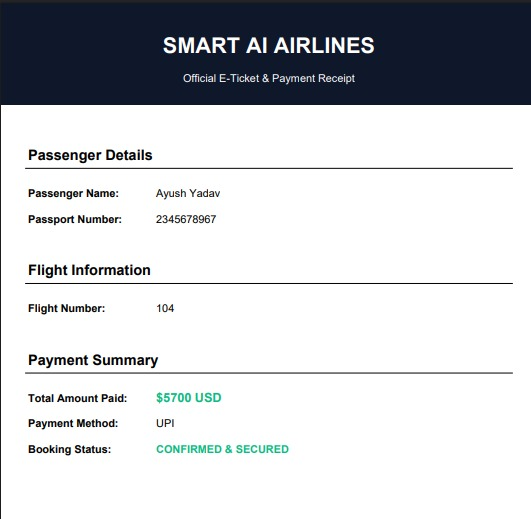 SMART AI AIRLINES
Official E-Ticket & Payment Receipt
Passenger Details
Passenger Name: Ayush Yadav
Passport Number: 2345678967
Flight Information
Flight Number: 104
Payment Summary
Total Amount Paid: $5700 USD
Payment Method: UPI
Booking Status: CONFIRMED & SECURED